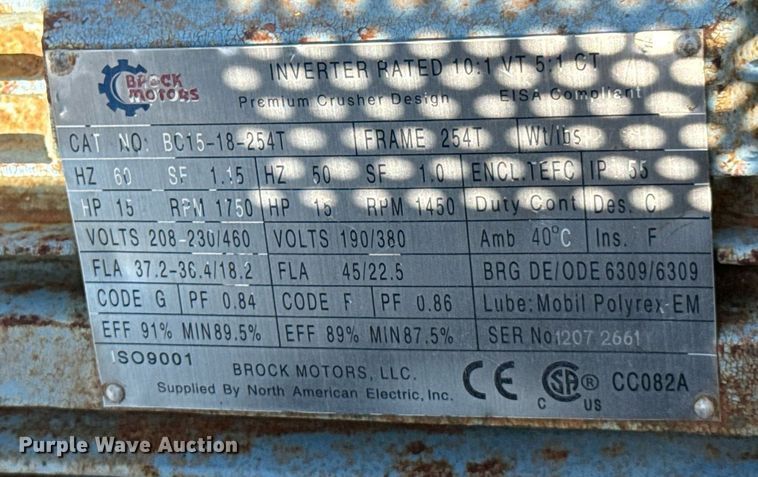 BROCK MOTORS
INVERTER RATED 10:1 VT 5:1 CT
Premium Crusher Design EISA Compliant
CAT NO: BC15-18-254T FRAME 254T Wt/lbs
HZ 60 SF 1.15 HZ 50 SF 1.0 ENCL.TEFC IP 55
HP 15 RPM 1750 HP 15 RPM 1450 Duty Cont Des. C
VOLTS 208-230/460 VOLTS 190/380 Amb 40°C Ins. F
FLA 37.2-36.4/18.2 FLA 45/22.5 BRG DE/ODE 6309/6309
CODE G PF 0.84 CODE F PF 0.86 Lube: Mobil Polyrex-EM
EFF 91% MIN89.5% EFF 89% MIN87.5% SER No 1207 2661
ISO9001 BROCK MOTORS, LLC.
Supplied By North American Electric, Inc.
CE C SA ® US CC082A
Purple Wave Auction